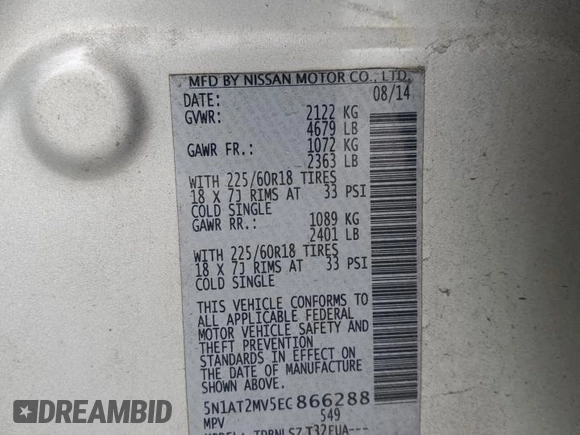 MFD BY NISSAN MOTOR CO., LTD.
DATE: 08/14
GVWR: 2122 KG
4679 LB
GAWR FR.: 1072 KG
2363 LB
WITH 225/60R18 TIRES
18 X 7J RIMS AT 33 PSI
COLD SINGLE
GAWR RR.: 1089 KG
2401 LB
WITH 225/60R18 TIRES
18 X 7J RIMS AT 33 PSI
COLD SINGLE
THIS VEHICLE CONFORMS TO
ALL APPLICABLE FEDERAL
MOTOR VEHICLE SAFETY AND
THEFT PREVENTION
STANDARDS IN EFFECT ON
THE DATE OF MANUFACTURE
SHOWN ABOVE.
5N1AT2MV5EC866288
MPV 549